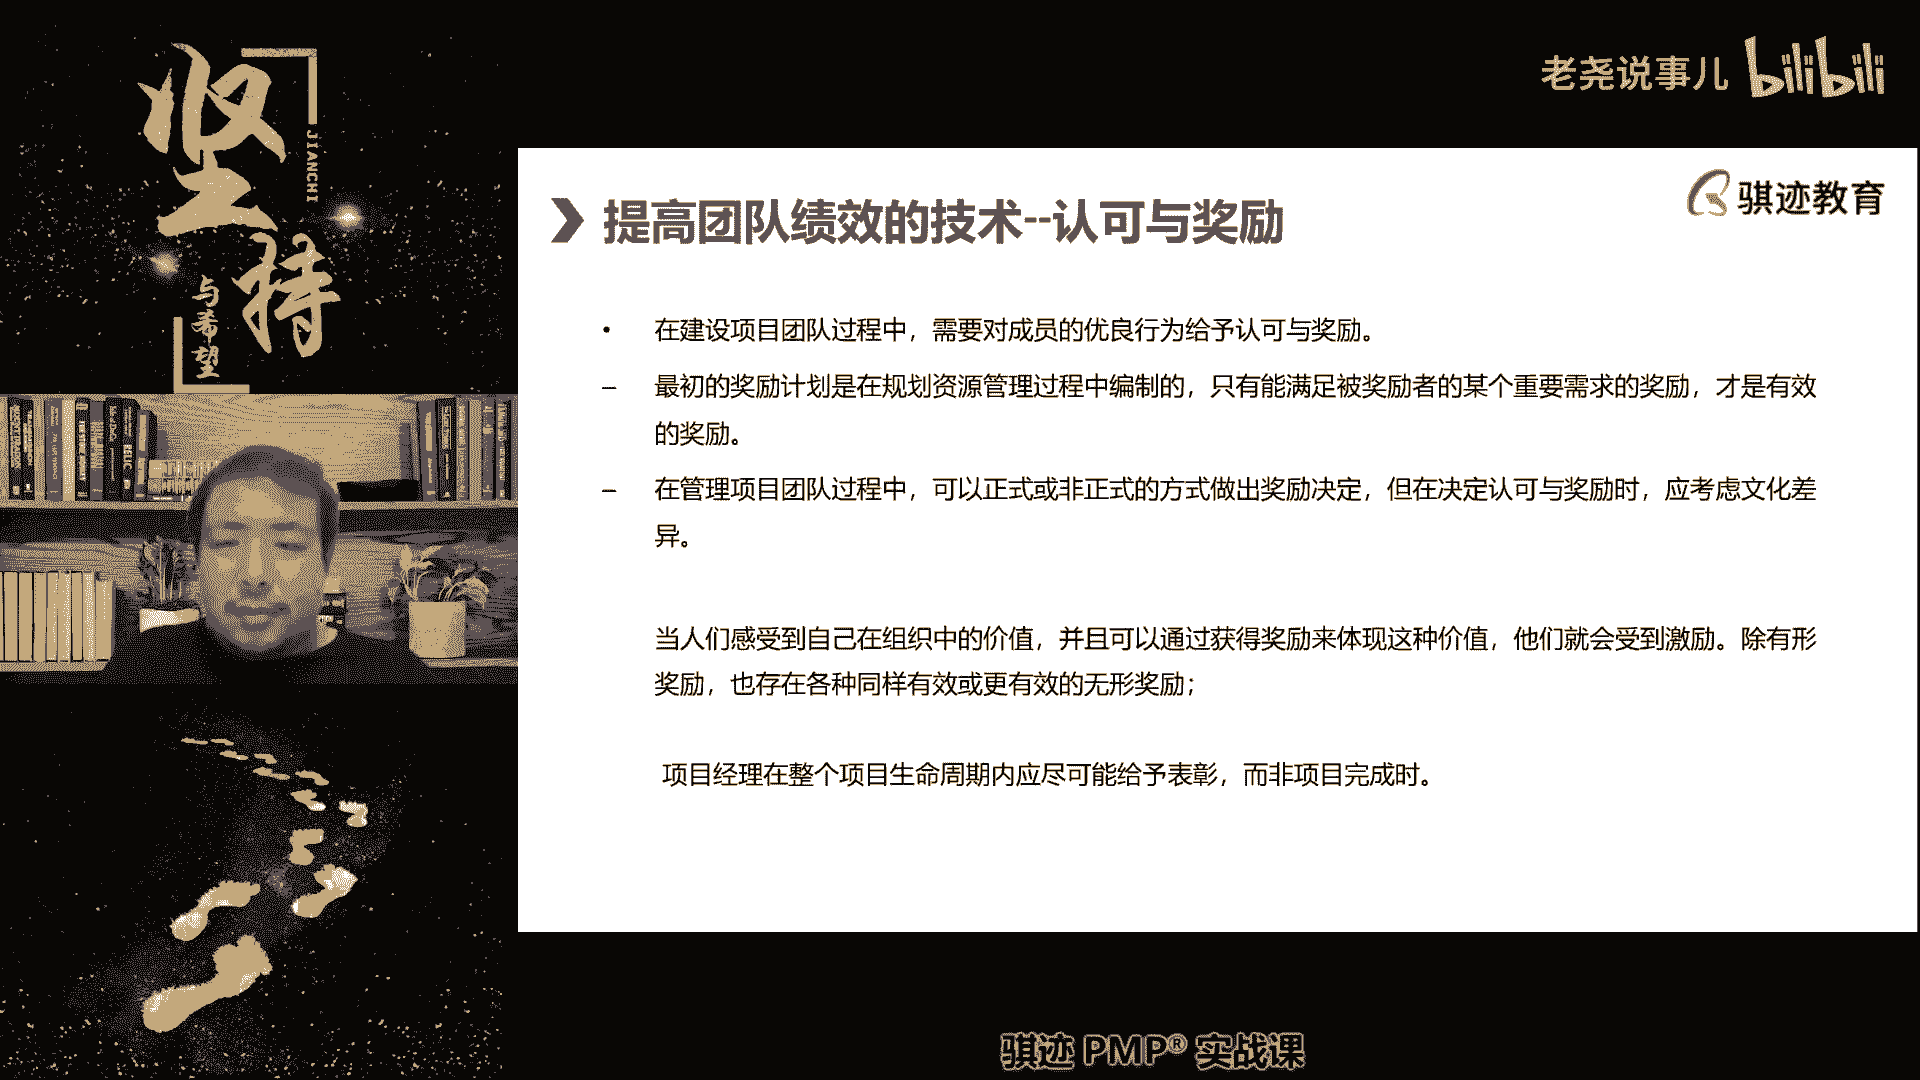 坚
持
JIANCHI
与希望
老尧说事儿 bilibili
骐迹教育
提高团队绩效的技术--认可与奖励
• 在建设项目团队过程中，需要对成员的优良行为给予认可与奖励。
– 最初的奖励计划是在规划资源管理过程中编制的，只有能满足被奖励者的某个重要需求的奖励，才是有效
的奖励。
– 在管理项目团队过程中，可以正式或非正式的方式做出奖励决定，但在决定认可与奖励时，应考虑文化差
异。
当人们感受到自己在组织中的价值，并且可以通过获得奖励来体现这种价值，他们就会受到激励。除有形
奖励，也存在各种同样有效或更有效的无形奖励；
项目经理在整个项目生命周期内应尽可能给予表彰，而非项目完成时。
骐迹 PMP® 实战课